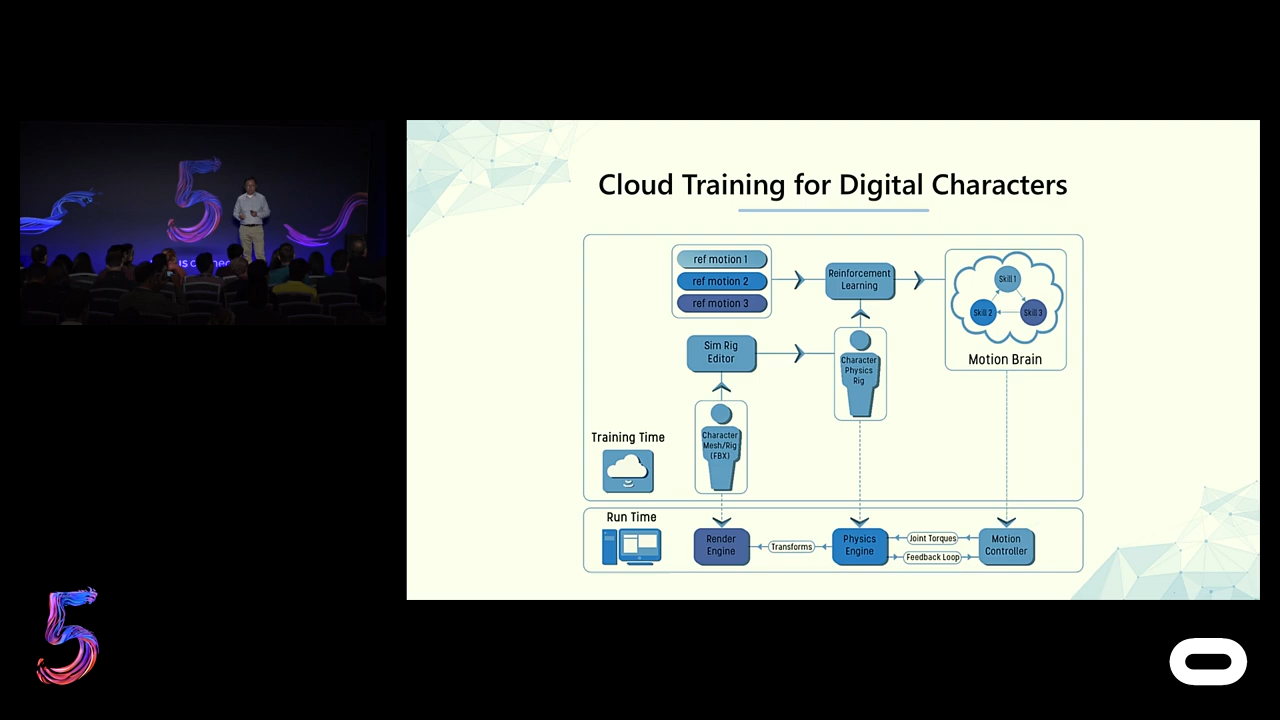 5
Cloud Training for Digital Characters
ref motion 1
ref motion 2
ref motion 3
Reinforcement
Learning
Skill 1
Skill 2
Skill 3
Motion Brain
Sim Rig
Editor
Character
Physics
Rig
Character
Mesh/Rig
(FBX)
Training Time
Run Time
Render
Engine
Transforms
Physics
Engine
Joint Torques
Feedback Loop
Motion
Controller
5